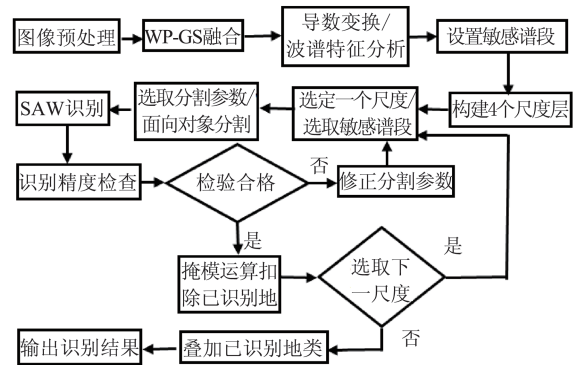 图像预处理
WP-GS融合
导数变换/
波谱特征分析
设置敏感谱段
构建4个尺度层
选定一个尺度/
选取敏感谱段
选取分割参数/
面向对象分割
SAW识别
识别精度检查
检验合格
否
修正分割参数
是
掩模运算扣
除已识别地
选取下
一尺度
是
否
叠加已识别地类
输出识别结果